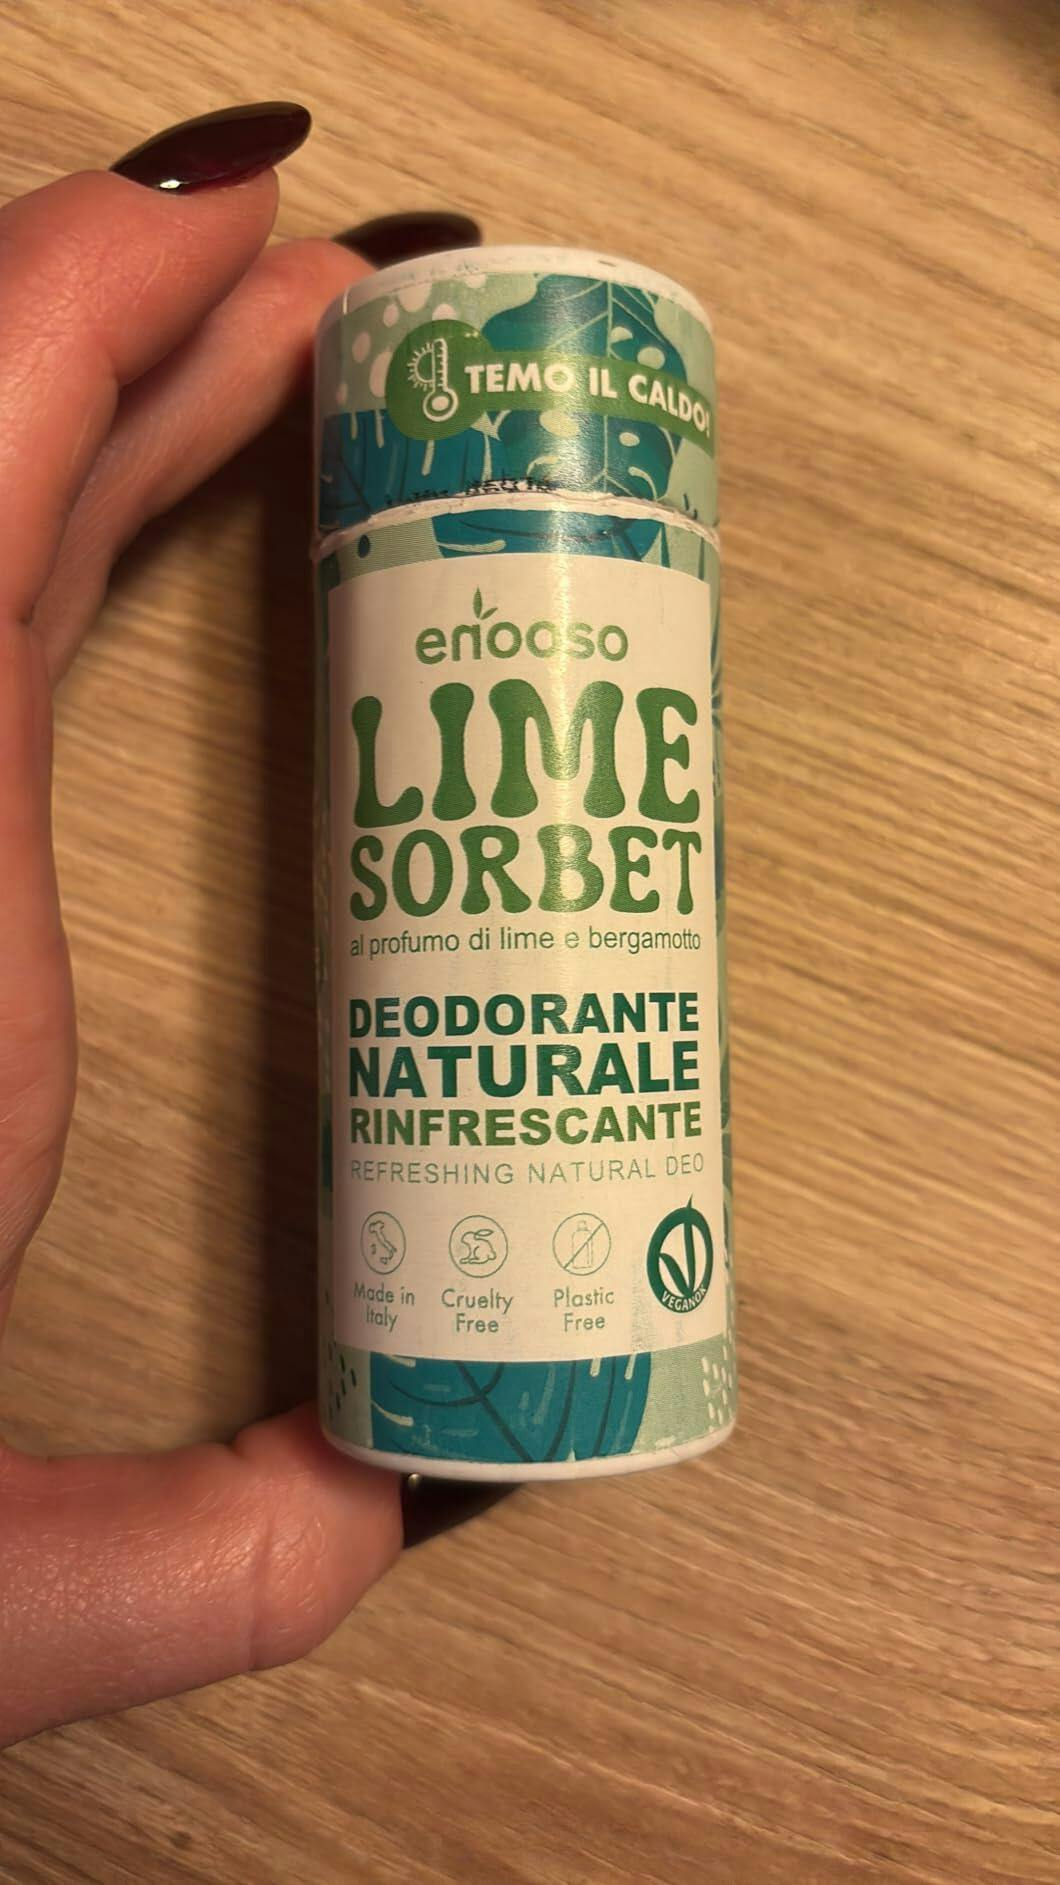 TEMO IL CALDO!
enooso
LIME
SORBET
al profumo di lime e bergamotto
DEODORANTE
NATURALE
RINFRESCANTE
REFRESHING NATURAL DEO
Made in
Italy
Cruelty
Free
Plastic
Free
VEGANOK